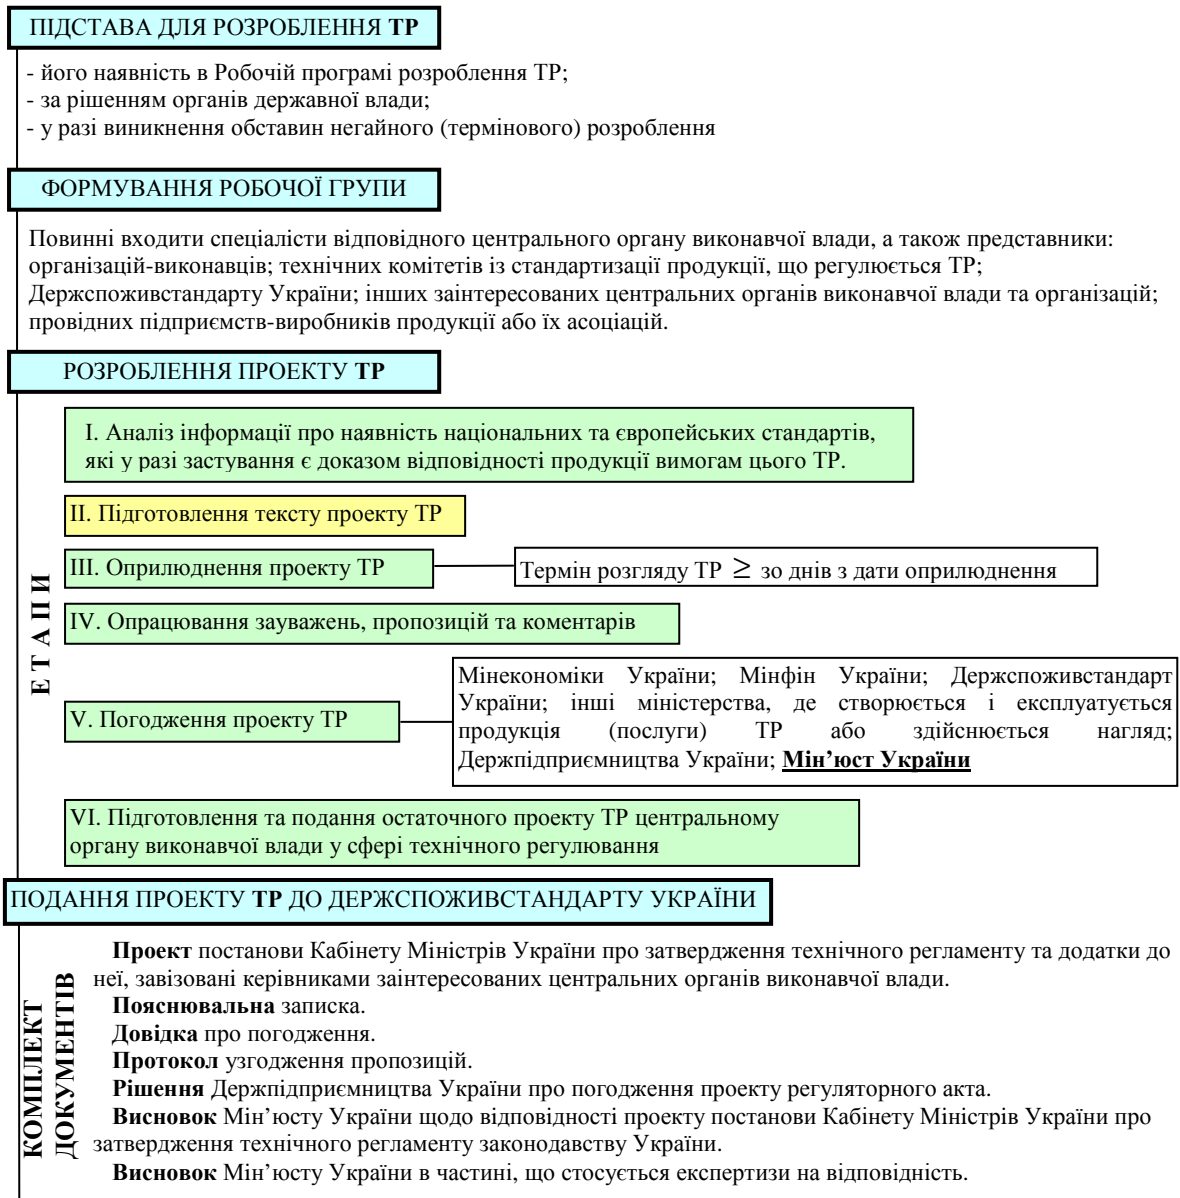 ПІДСТАВА ДЛЯ РОЗРОБЛЕННЯ ТР
- його наявність в Робочій програмі розроблення ТР;
- за рішенням органів державної влади;
- у разі виникнення обставин негайного (термінового) розроблення
ФОРМУВАННЯ РОБОЧОЇ ГРУПИ
Повинні входити спеціалісти відповідного центрального органу виконавчої влади, а також представники:
організацій-виконавців; технічних комітетів із стандартизації продукції, що регулюється ТР;
Держспоживстандарту України; інших заінтересованих центральних органів виконавчої влади та організацій;
провідних підприємств-виробників продукції або їх асоціацій.
РОЗРОБЛЕННЯ ПРОЕКТУ ТР
ЕТАПИ
І. Аналіз інформації про наявність національних та європейських стандартів,
які у разі застування є доказом відповідності продукції вимогам цього ТР.
ІІ. Підготовлення тексту проекту ТР
ІІІ. Оприлюднення проекту ТР
Термін розгляду ТР ≥ зо днів з дати оприлюднення
IV. Опрацювання зауважень, пропозицій та коментарів
V. Погодження проекту ТР
Мінекономіки України; Мінфін України; Держспоживстандарт
України; інші міністерства, де створюється і експлуатується
продукція (послуги) ТР або здійснюється нагляд;
Держпідприємництва України; Мін’юст України
VI. Підготовлення та подання остаточного проекту ТР центральному
органу виконавчої влади у сфері технічного регулювання
ПОДАННЯ ПРОЕКТУ ТР ДО ДЕРЖСПОЖИВСТАНДАРТУ УКРАЇНИ
КОМПЛЕКТ
ДОКУМЕНТІВ
Проект постанови Кабінету Міністрів України про затвердження технічного регламенту та додатки до
неї, завізовані керівниками заінтересованих центральних органів виконавчої влади.
Пояснювальна записка.
Довідка про погодження.
Протокол узгодження пропозицій.
Рішення Держпідприємництва України про погодження проекту регуляторного акта.
Висновок Мін’юсту України щодо відповідності проекту постанови Кабінету Міністрів України про
затвердження технічного регламенту законодавству України.
Висновок Мін’юсту України в частині, що стосується експертизи на відповідність.